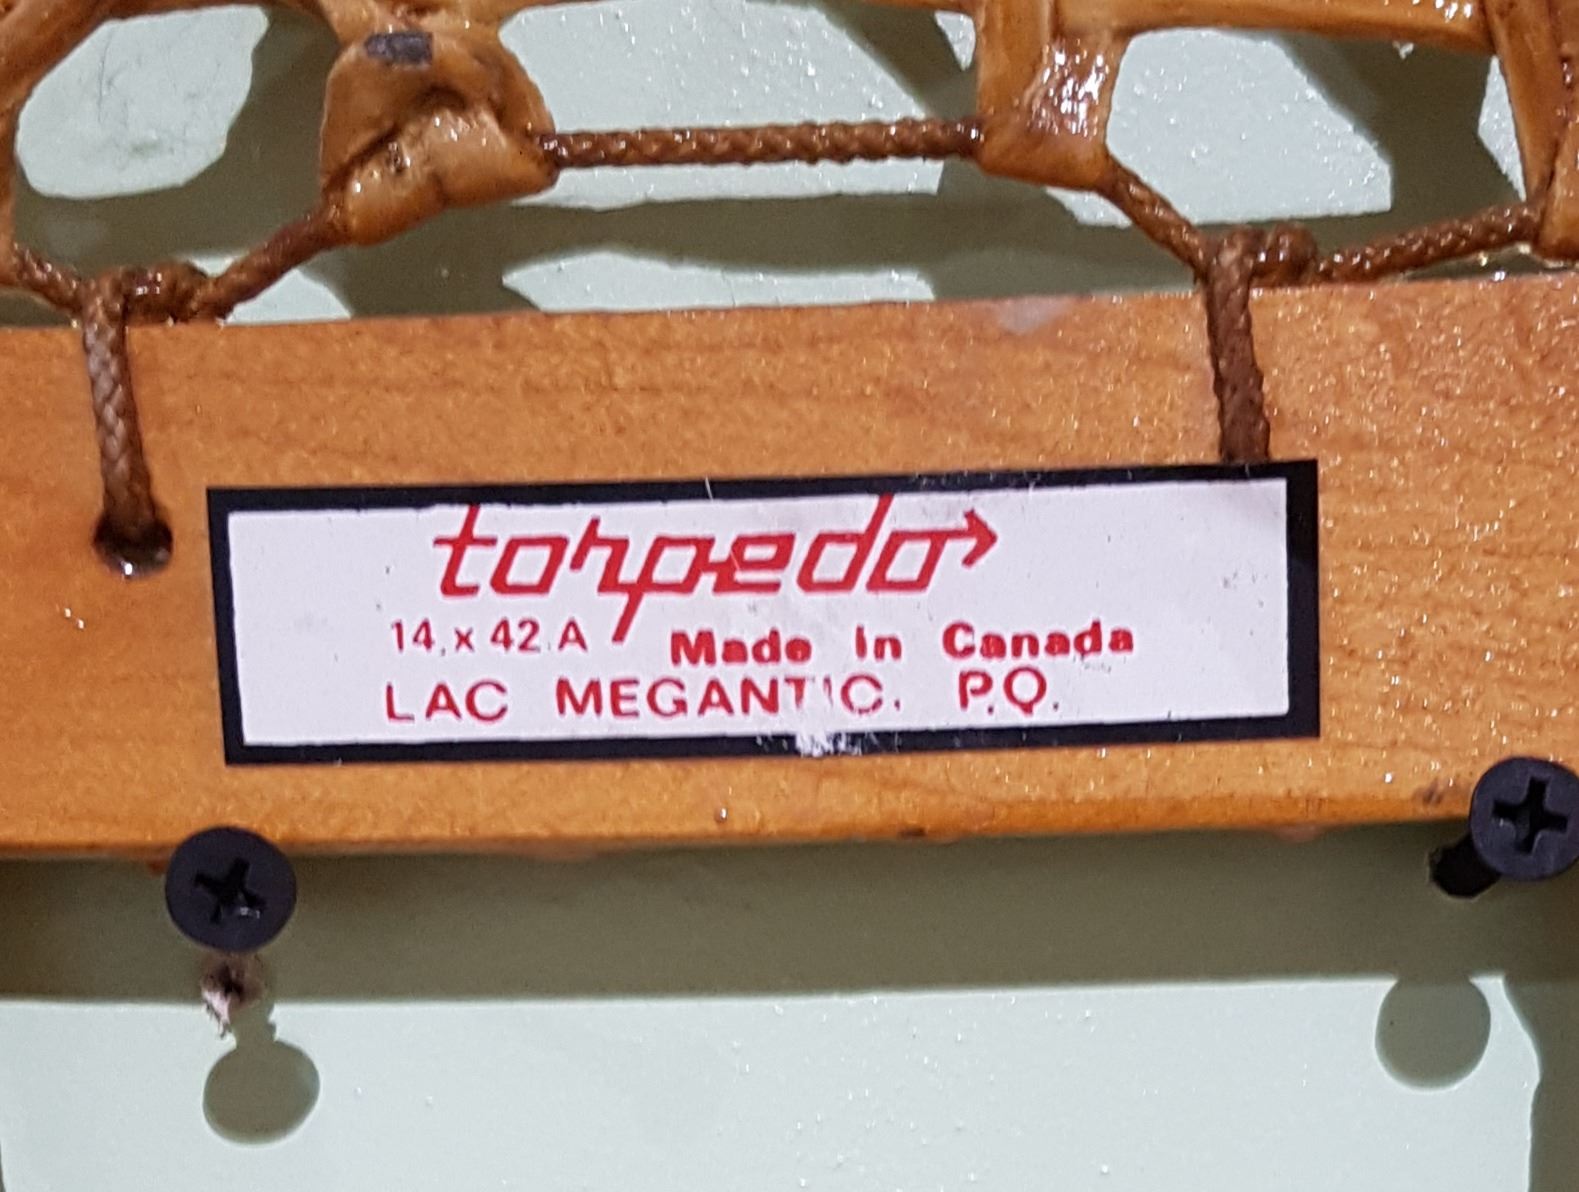 torpedo
14.x 42.A Made in Canada
LAC MEGANTIC. P.Q.